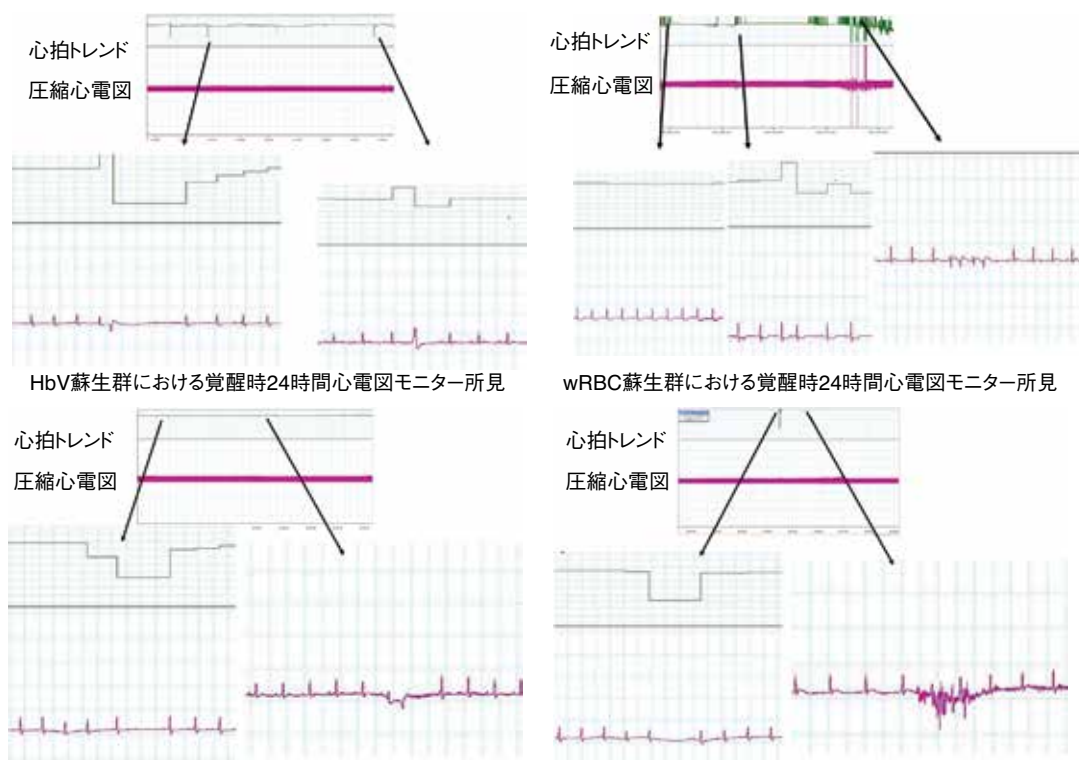 心拍トレンド
圧縮心電図
心拍トレンド
圧縮心電図
HbV蘇生群における覚醒時24時間心電図モニター所見
wRBC蘇生群における覚醒時24時間心電図モニター所見
心拍トレンド
圧縮心電図
心拍トレンド
圧縮心電図